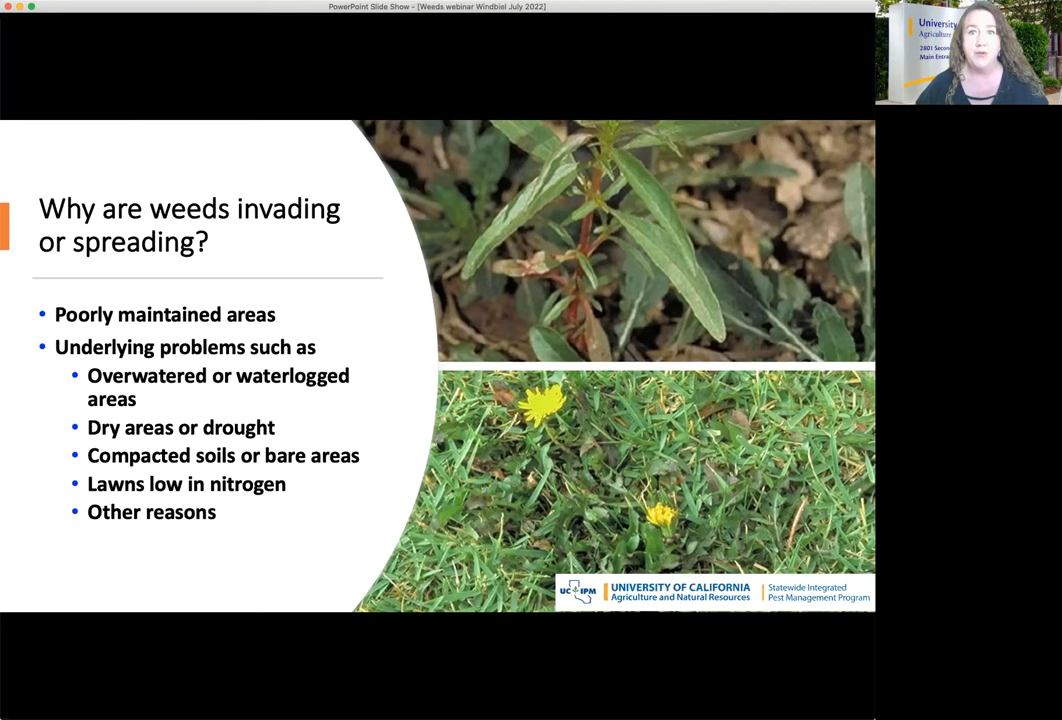 PowerPoint Slide Show - [Weeds webinar Windbiel July 2022]
University
Agriculture
2801 Second
Main Entra
Why are weeds invading
or spreading?
• Poorly maintained areas
• Underlying problems such as
• Overwatered or waterlogged
areas
• Dry areas or drought
• Compacted soils or bare areas
• Lawns low in nitrogen
• Other reasons
UC IPM
UNIVERSITY OF CALIFORNIA
Agriculture and Natural Resources
Statewide Integrated
Pest Management Program